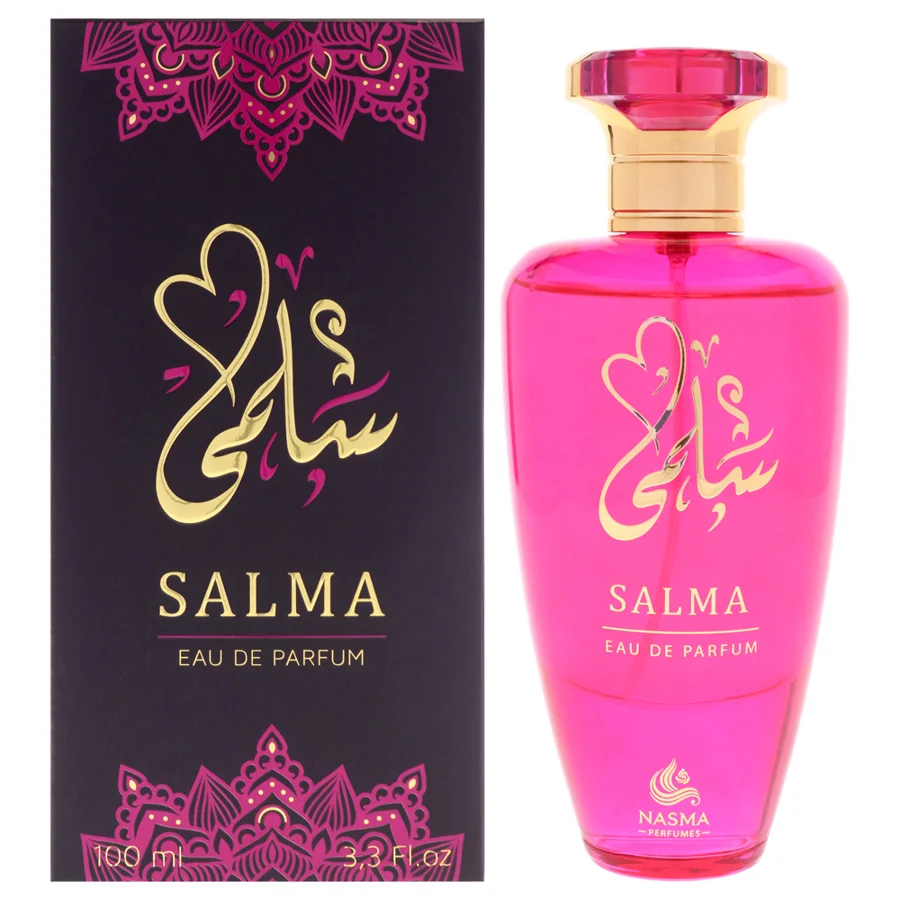 سلمى
SALMA
EAU DE PARFUM
100 ml
3,3 Fl.oz
سلمى
SALMA
EAU DE PARFUM
NASMA
PERFUMES